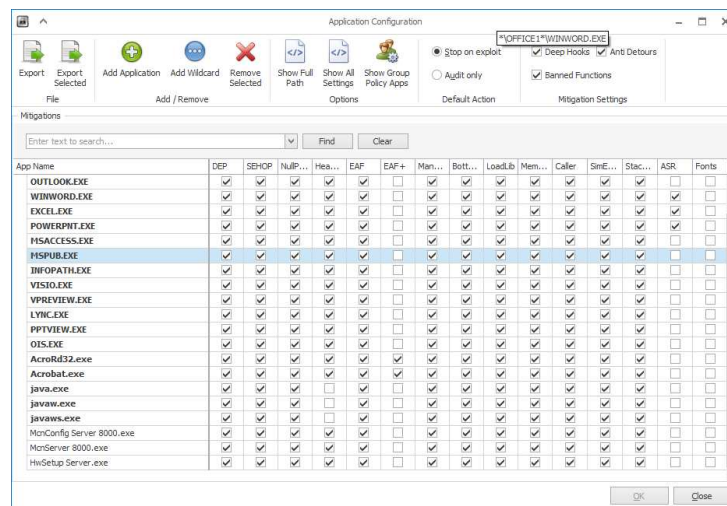 Application Configuration
*\OFFICE1*\WINWORD.EXE
Export
Export Selected
File
Add Application
Add Wildcard
Remove Selected
Add / Remove
Show Full Path
Show All Settings
Show Group Policy Apps
Options
Stop on exploit
Audit only
Default Action
Deep Hooks
Anti Detours
Banned Functions
Mitigation Settings
Mitigations
Enter text to search...
Find
Clear
App Name DEP SEHOP NullP... Hea... EAF EAF+ Man... Bott... LoadLib Mem... Caller SimE... Stac... ASR Fonts
OUTLOOK.EXE
WINWORD.EXE
EXCEL.EXE
POWERPNT.EXE
MSACCESS.EXE
MSPUB.EXE
INFOPATH.EXE
VISIO.EXE
VPREVIEW.EXE
LYNC.EXE
PPTVIEW.EXE
OIS.EXE
AcroRd32.exe
Acrobat.exe
java.exe
javaw.exe
javaws.exe
McnConfig Server 8000.exe
McnServer 8000.exe
HwSetup Server.exe
OK
Close